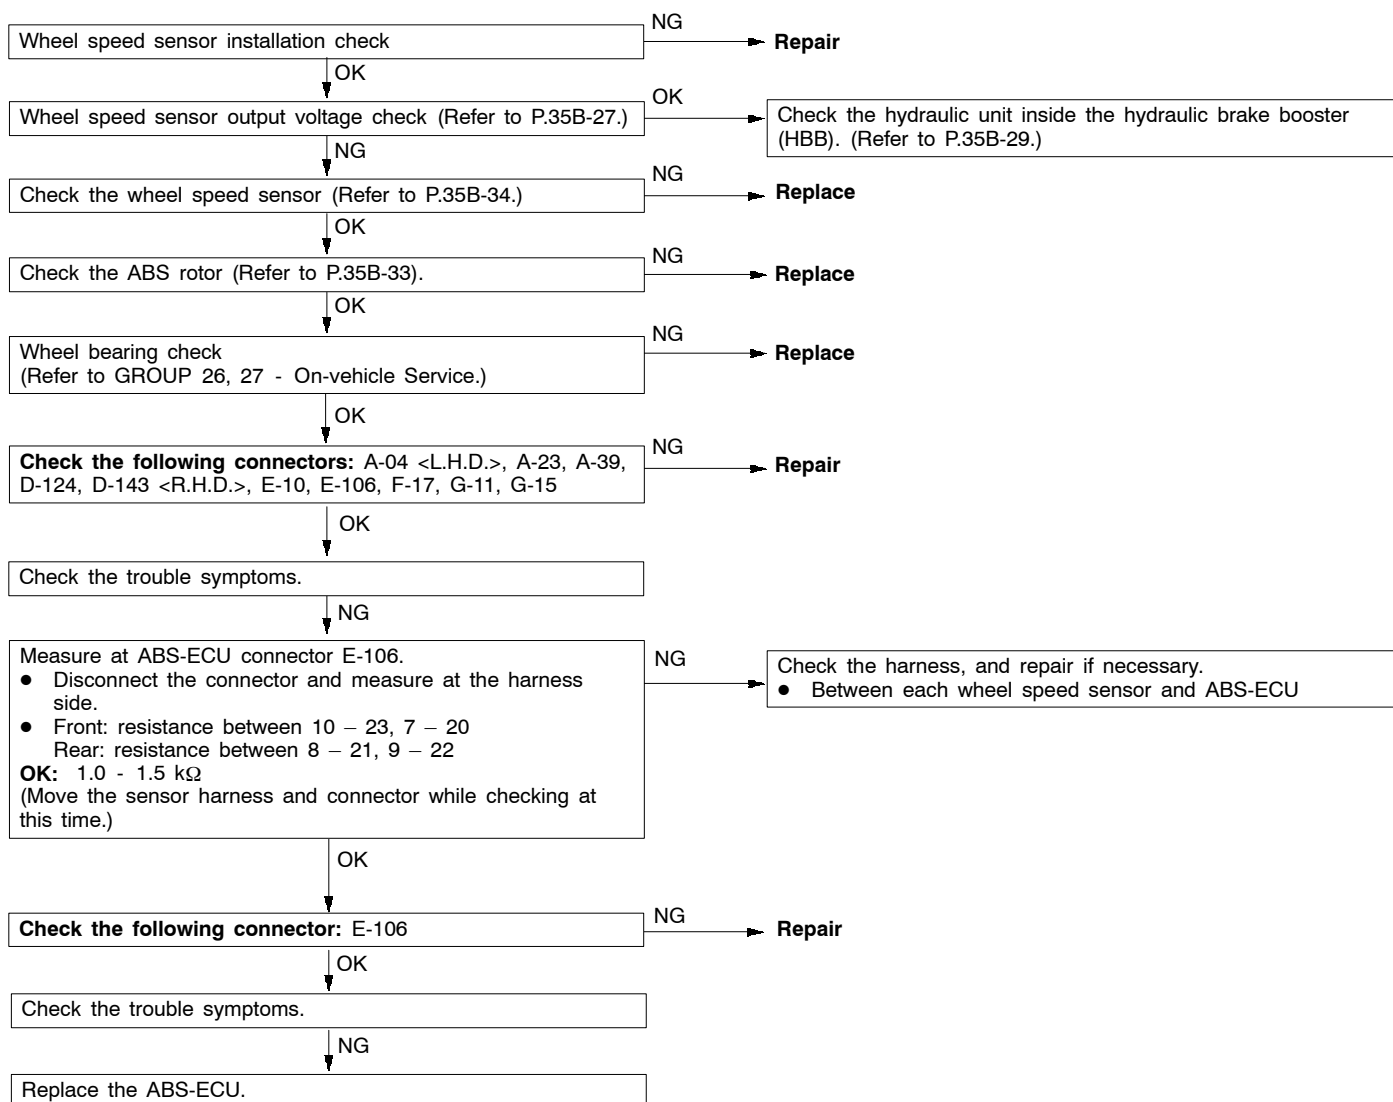 NG
Wheel speed sensor installation check
Repair
OK
OK
Wheel speed sensor output voltage check (Refer to P.35B-27.)
Check the hydraulic unit inside the hydraulic brake booster
(HBB). (Refer to P.35B-29.)
NG
NG
Check the wheel speed sensor (Refer to P.35B-34.)
Replace
OK
NG
Check the ABS rotor (Refer to P.35B-33).
Replace
OK
NG
Wheel bearing check
(Refer to GROUP 26, 27 - On-vehicle Service.)
Replace
OK
NG
Check the following connectors: A-04 <L.H.D.>, A-23, A-39,
D-124, D-143 <R.H.D.>, E-10, E-106, F-17, G-11, G-15
Repair
OK
Check the trouble symptoms.
NG
Measure at ABS-ECU connector E-106.
● Disconnect the connector and measure at the harness
side.
● Front: resistance between 10 – 23, 7 – 20
Rear: resistance between 8 – 21, 9 – 22
OK: 1.0 - 1.5 kΩ
(Move the sensor harness and connector while checking at
this time.)
NG
Check the harness, and repair if necessary.
● Between each wheel speed sensor and ABS-ECU
OK
NG
Check the following connector: E-106
Repair
OK
Check the trouble symptoms.
NG
Replace the ABS-ECU.